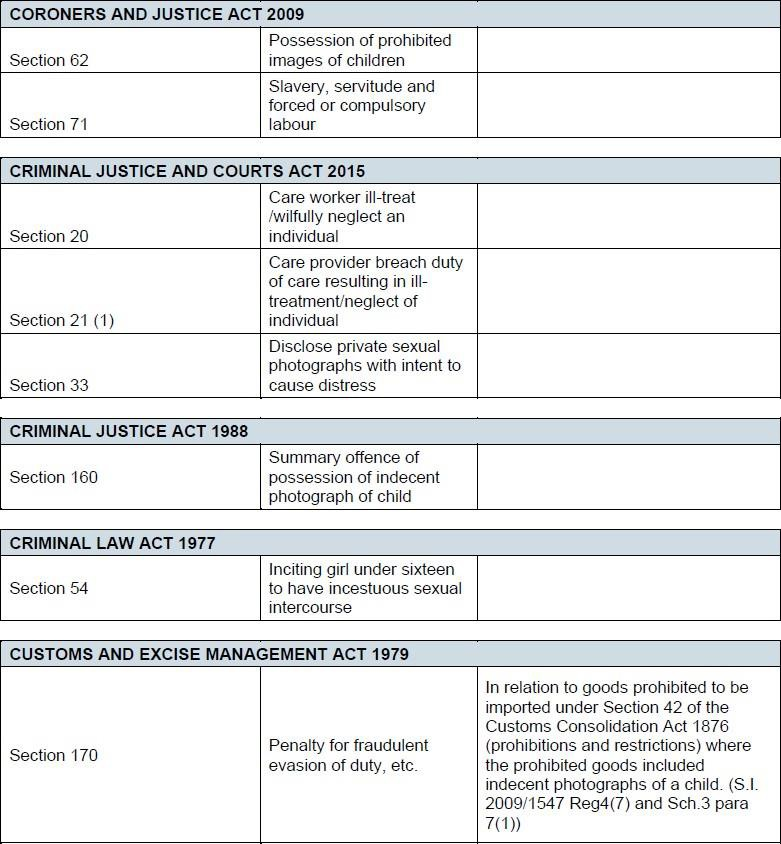 CORONERS AND JUSTICE ACT 2009
Section 62
Possession of prohibited
images of children
Section 71
Slavery, servitude and
forced or compulsory
labour
CRIMINAL JUSTICE AND COURTS ACT 2015
Section 20
Care worker ill-treat
/wilfully neglect an
individual
Section 21 (1)
Care provider breach duty
of care resulting in ill-
treatment/neglect of
individual
Section 33
Disclose private sexual
photographs with intent to
cause distress
CRIMINAL JUSTICE ACT 1988
Section 160
Summary offence of
possession of indecent
photograph of child
CRIMINAL LAW ACT 1977
Section 54
Inciting girl under sixteen
to have incestuous sexual
intercourse
CUSTOMS AND EXCISE MANAGEMENT ACT 1979
Section 170
Penalty for fraudulent
evasion of duty, etc.
In relation to goods prohibited to be
imported under Section 42 of the
Customs Consolidation Act 1876
(prohibitions and restrictions) where
the prohibited goods included
indecent photographs of a child. (S.I.
2009/1547 Reg4(7) and Sch.3 para
7(1))